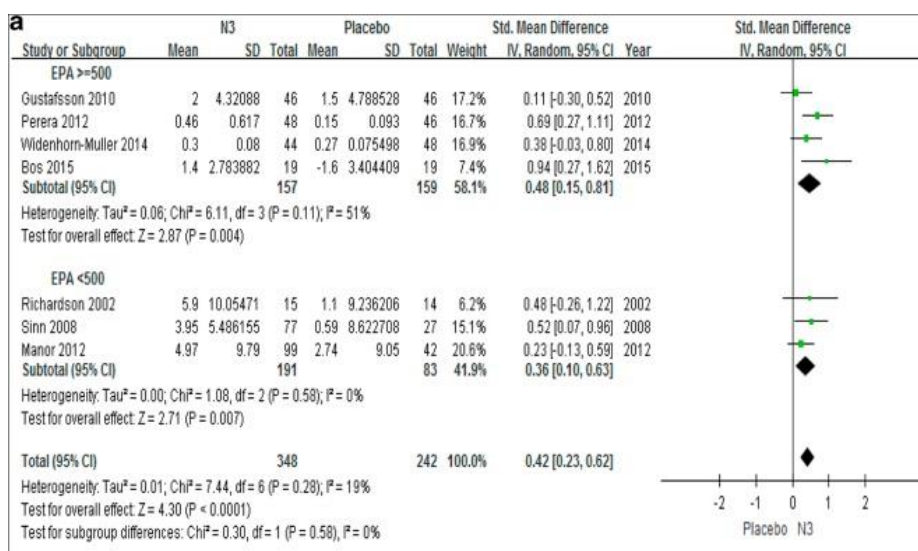 a
N3 Placebo Std. Mean Difference Std. Mean Difference
Study or Subgroup Mean SD Total Mean SD Total Weight IV, Random, 95% CI Year IV, Random, 95% CI
EPA >=500
Gustafsson 2010 2 4.32088 46 1.5 4.788528 46 17.2% 0.11 [-0.30, 0.52] 2010
Perera 2012 0.46 0.617 48 0.15 0.093 46 16.7% 0.69 [0.27, 1.11] 2012
Widenhorn-Muller 2014 0.3 0.08 44 0.27 0.075498 48 16.9% 0.38 [-0.03, 0.80] 2014
Bos 2015 1.4 2.783882 19 -1.6 3.404409 19 7.4% 0.94 [0.27, 1.62] 2015
Subtotal (95% CI) 157 159 58.1% 0.48 [0.15, 0.81]
Heterogeneity: Tau² = 0.06; Chi² = 6.11, df = 3 (P = 0.11); I² = 51%
Test for overall effect: Z = 2.87 (P = 0.004)
EPA <500
Richardson 2002 5.9 10.05471 15 1.1 9.236206 14 6.2% 0.48 [-0.26, 1.22] 2002
Sinn 2008 3.95 5.486155 77 0.59 8.622708 27 15.1% 0.52 [0.07, 0.96] 2008
Manor 2012 4.97 9.79 99 2.74 9.05 42 20.6% 0.23 [-0.13, 0.59] 2012
Subtotal (95% CI) 191 83 41.9% 0.36 [0.10, 0.63]
Heterogeneity: Tau² = 0.00; Chi² = 1.08, df = 2 (P = 0.58); I² = 0%
Test for overall effect: Z = 2.71 (P = 0.007)
Total (95% CI) 348 242 100.0% 0.42 [0.23, 0.62]
Heterogeneity: Tau² = 0.01; Chi² = 7.44, df = 6 (P = 0.28); I² = 19%
Test for overall effect: Z = 4.30 (P < 0.0001)
Test for subgroup differences: Chi² = 0.30, df = 1 (P = 0.58), I² = 0%
-2 -1 0 1 2
Placebo N3